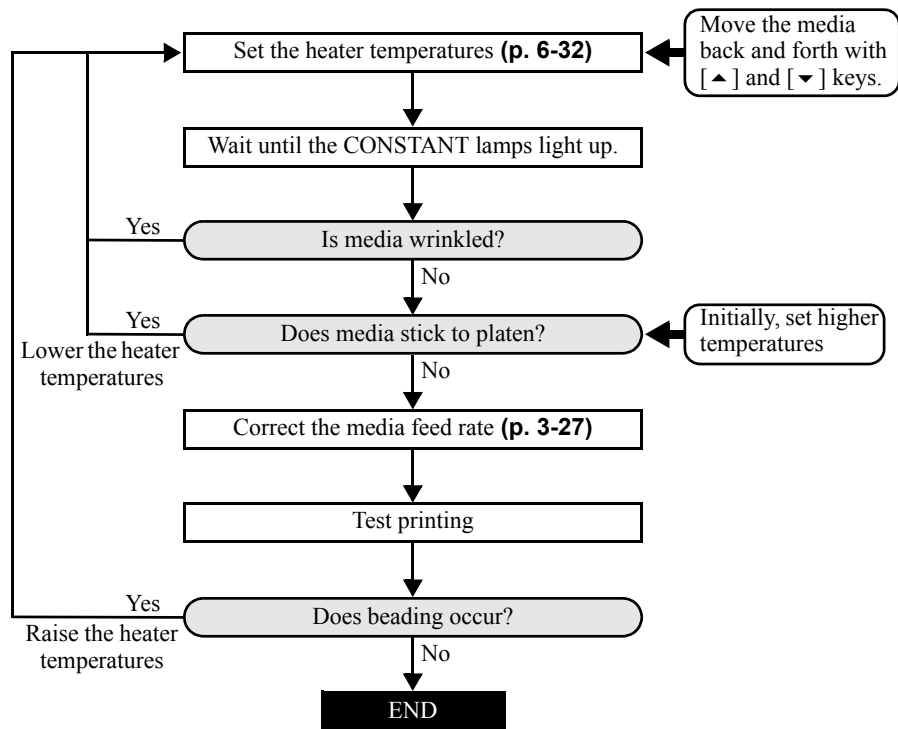 Set the heater temperatures (p. 6-32)
Move the media
back and forth with
[▲] and [▼] keys.
Wait until the CONSTANT lamps light up.
Yes
Is media wrinkled?
No
Yes
Does media stick to platen?
Initially, set higher
temperatures
Lower the heater
temperatures
No
Correct the media feed rate (p. 3-27)
Test printing
Yes
Does beading occur?
Raise the heater
temperatures
No
END